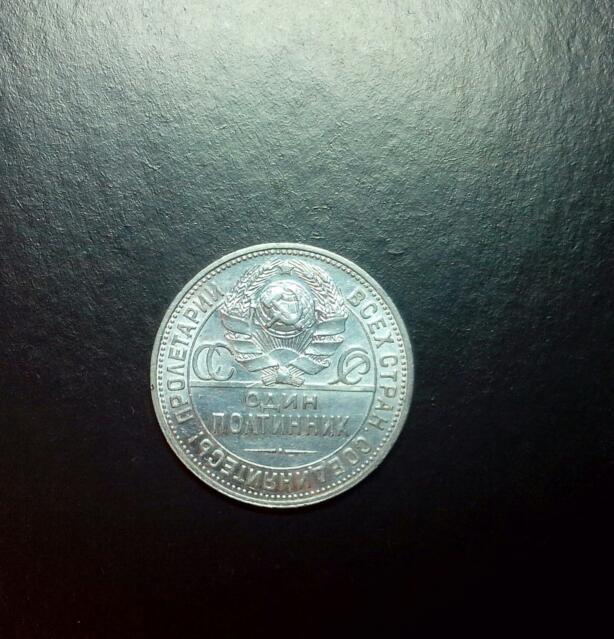 ПРОЛЕТАРИИ ВСЕХ СТРАН СОЕДИНЯЙТЕСЬ!
СС СР
ОДИН
ПОЛТИННИК